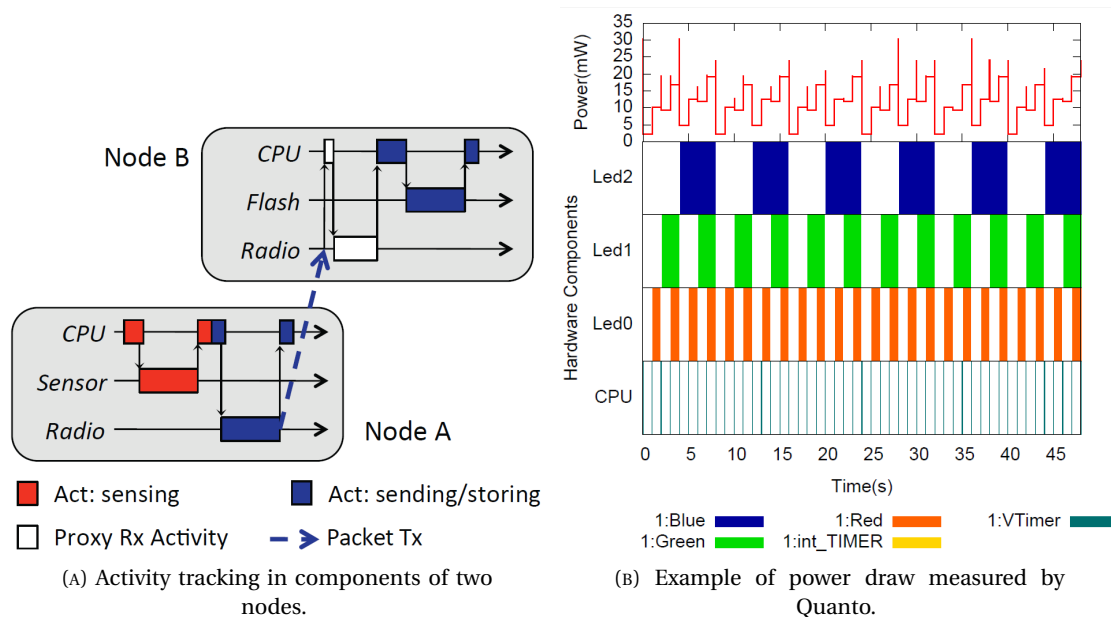 Node B
CPU
Flash
Radio
CPU
Sensor
Radio
Node A
Act: sensing
Act: sending/storing
Proxy Rx Activity
Packet Tx
(A) Activity tracking in components of two
nodes.
Power(mW)
35
30
25
20
15
10
5
0
Hardware Components
Led2
Led1
Led0
CPU
0 5 10 15 20 25 30 35 40 45
Time(s)
1:Blue 1:Red 1:VTimer
1:Green 1:int_TIMER
(B) Example of power draw measured by
Quanto.